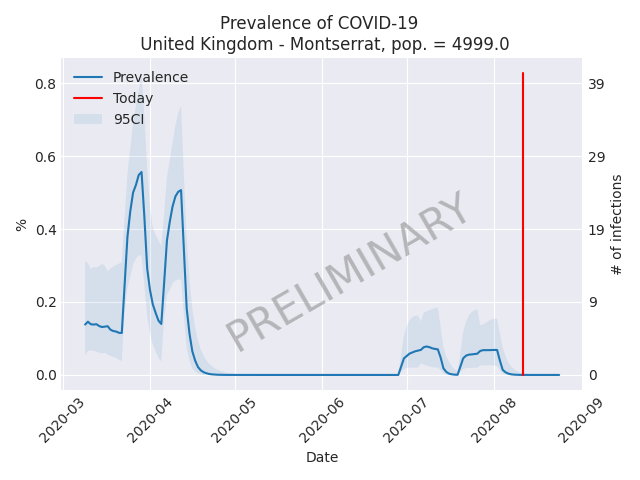 Prevalence of COVID-19
United Kingdom - Montserrat, pop. = 4999.0
Prevalence
Today
95CI
PRELIMINARY
%
0.8
0.6
0.4
0.2
0.0
39
29
19
9
0
# of infections
2020-03
2020-04
2020-05
2020-06
2020-07
2020-08
2020-09
Date